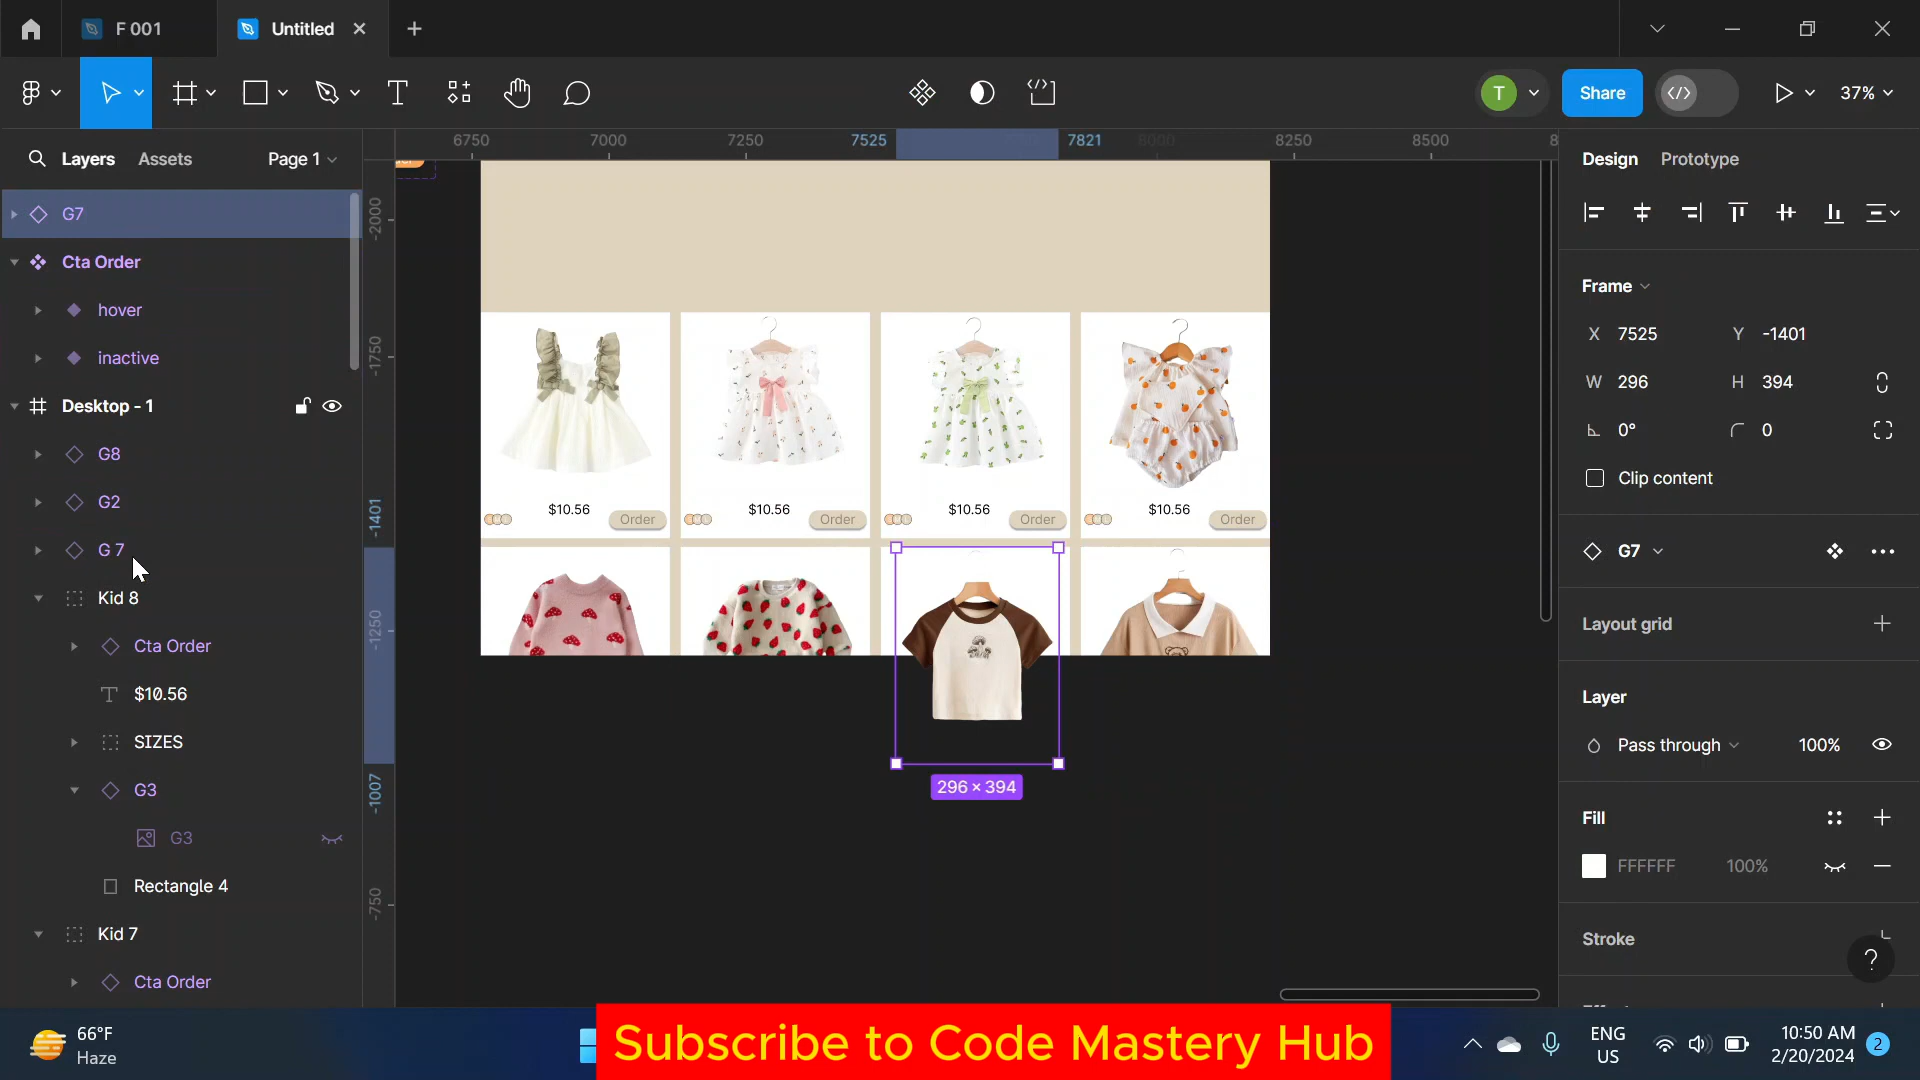 F 001
Untitled
Share
37%
Layers
Assets
Page 1
6750
7000
7250
7525
7821
8000
8250
8500
Design
Prototype
G7
Cta Order
hover
inactive
Desktop - 1
G8
G2
G 7
Kid 8
Cta Order
$10.56
SIZES
G3
G3
Rectangle 4
Kid 7
Cta Order
-2000
-1750
-1401
-1250
-1007
-750
$10.56
Order
$10.56
Order
$10.56
Order
$10.56
Order
296 × 394
Frame
X 7525
Y -1401
W 296
H 394
0°
0
Clip content
G7
Layout grid
Layer
Pass through
100%
Fill
FFFFFF
100%
Stroke
?
T
66°F
Haze
Subscribe to Code Mastery Hub
ENG
US
10:50 AM
2/20/2024
2